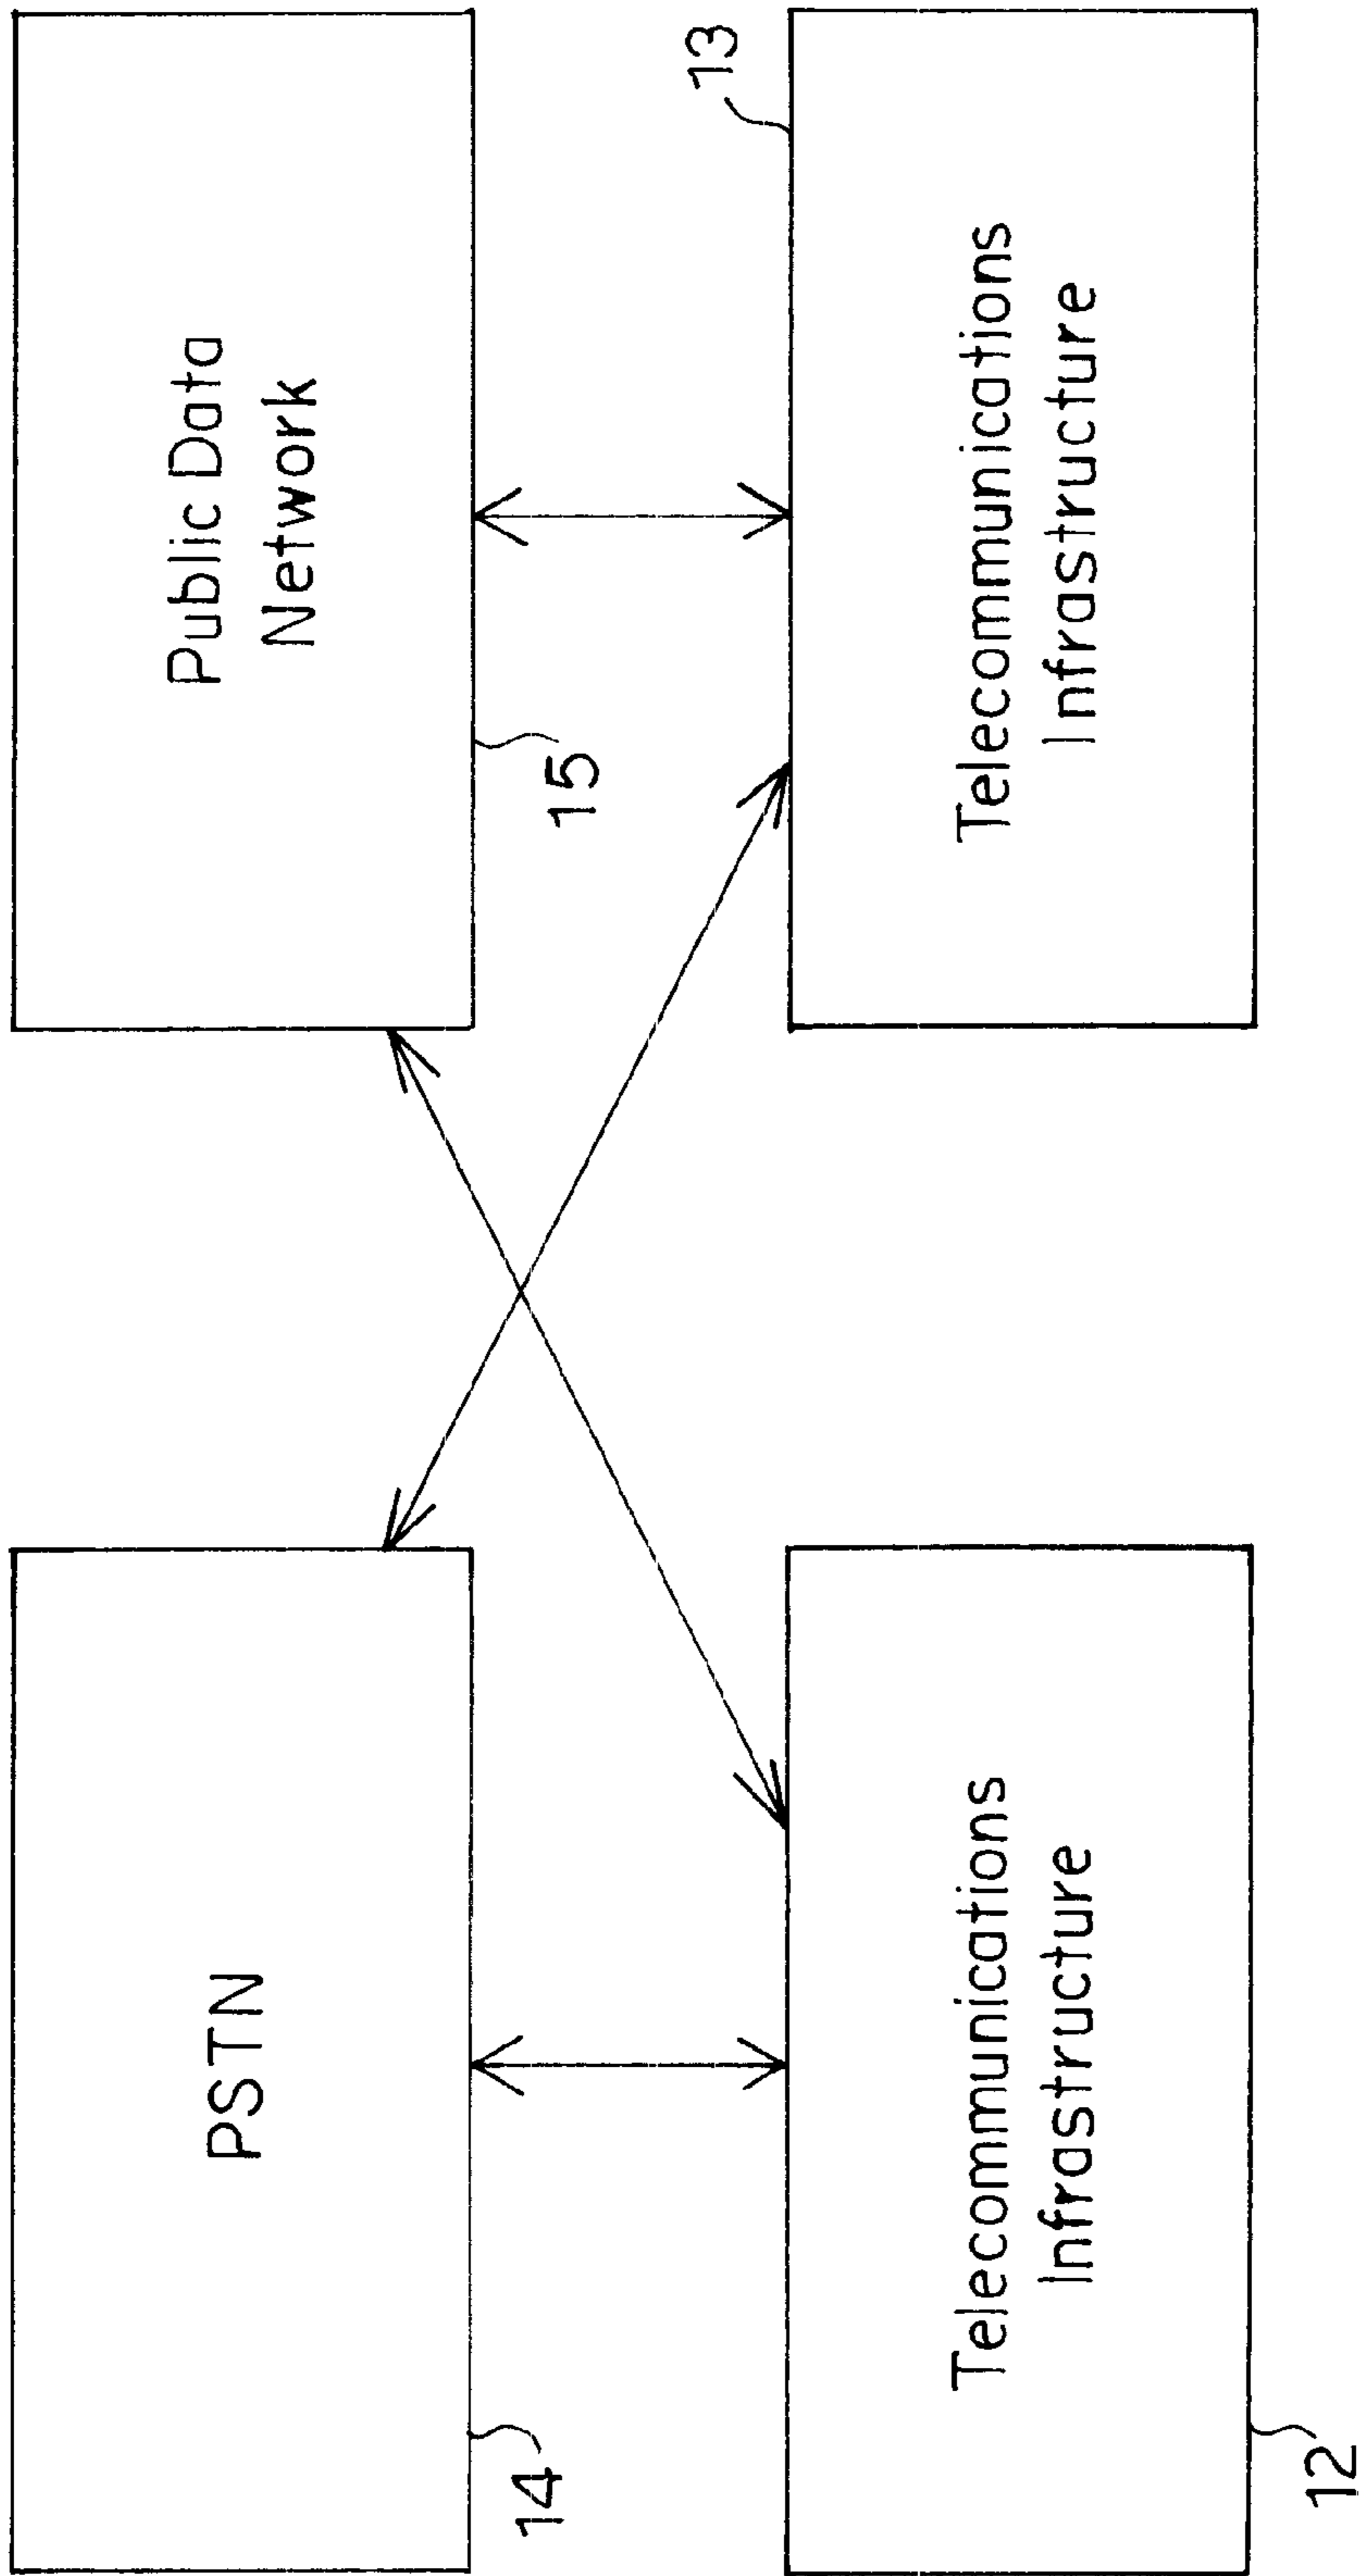 PSTN
14
Public Data
Network
15
Telecommunications
Infrastructure
12
Telecommunications
Infrastructure
13